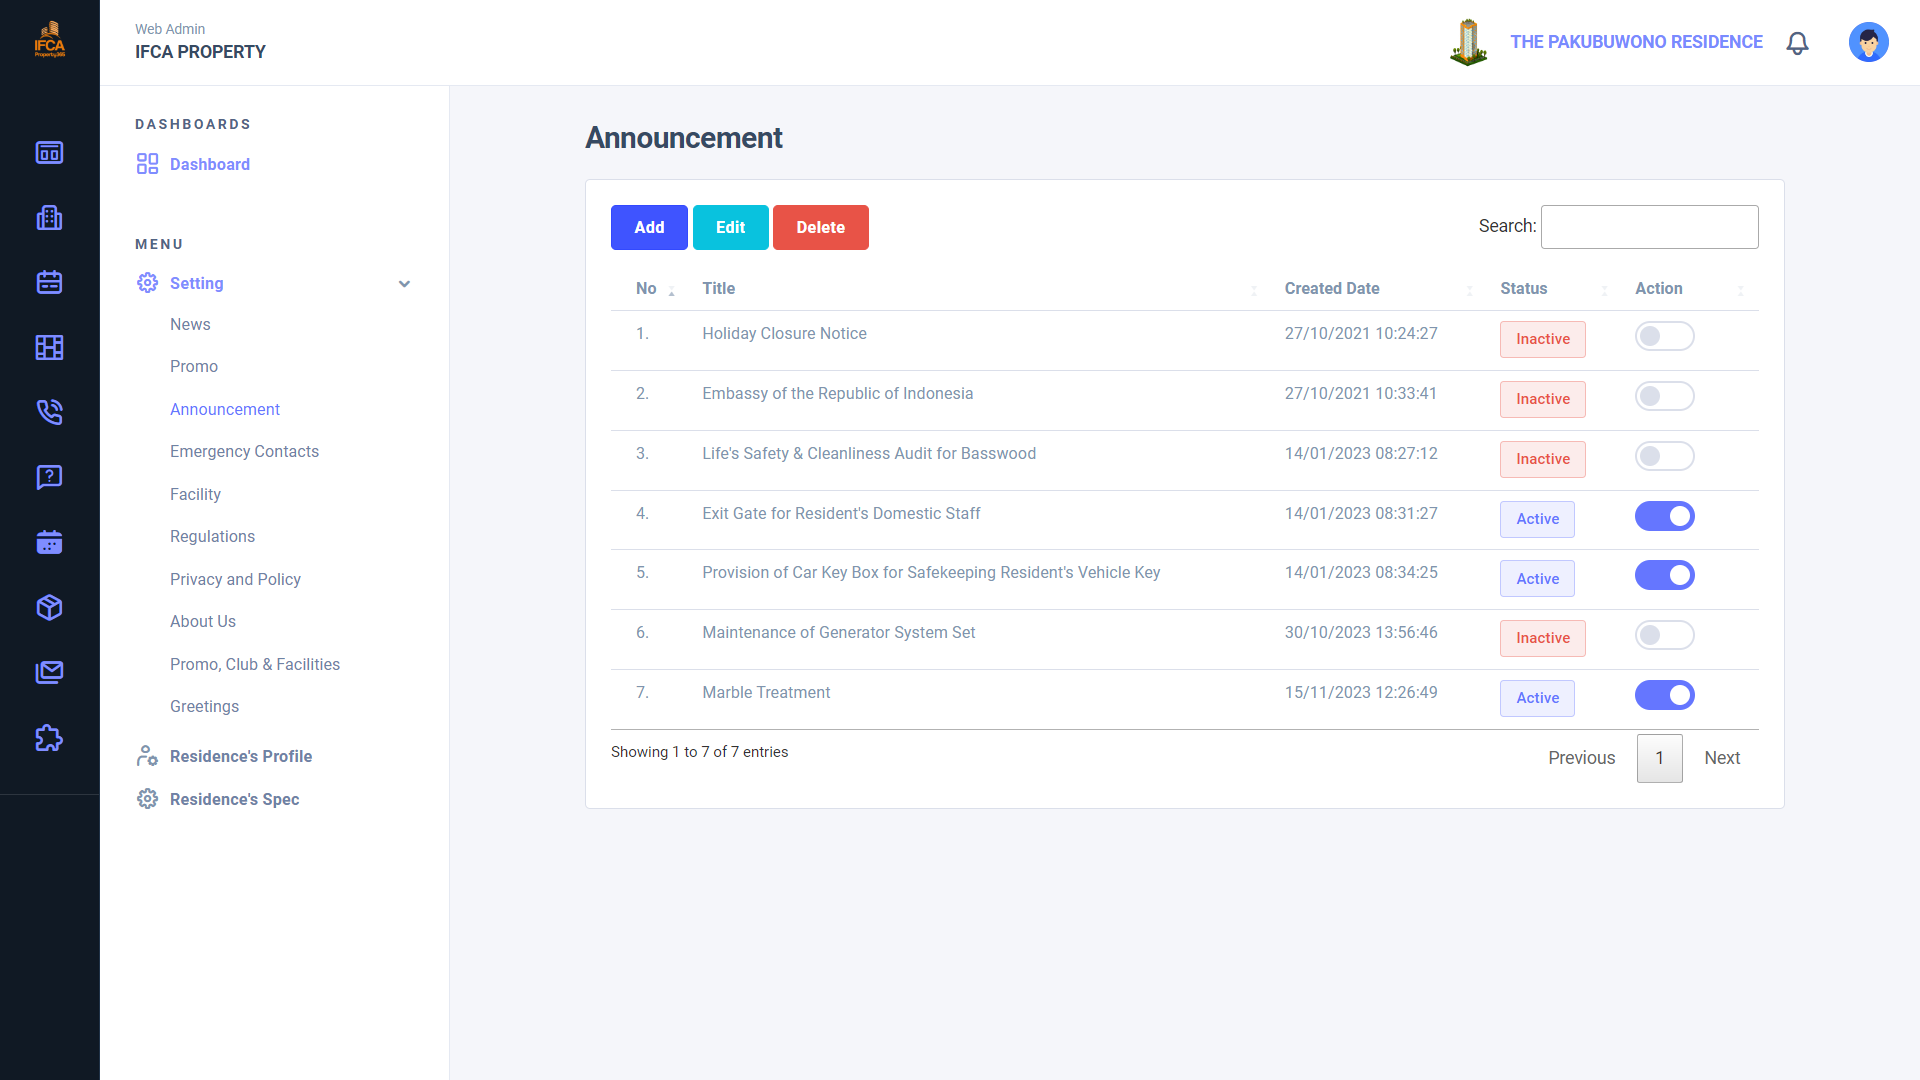 IFCA
Property365
Web Admin
IFCA PROPERTY
THE PAKUBUWONO RESIDENCE
DASHBOARDS
Dashboard
MENU
Setting
News
Promo
Announcement
Emergency Contacts
Facility
Regulations
Privacy and Policy
About Us
Promo, Club & Facilities
Greetings
Residence's Profile
Residence's Spec
Announcement
Add Edit Delete Search:
No Title Created Date Status Action
1. Holiday Closure Notice 27/10/2021 10:24:27 Inactive
2. Embassy of the Republic of Indonesia 27/10/2021 10:33:41 Inactive
3. Life's Safety & Cleanliness Audit for Basswood 14/01/2023 08:27:12 Inactive
4. Exit Gate for Resident's Domestic Staff 14/01/2023 08:31:27 Active
5. Provision of Car Key Box for Safekeeping Resident's Vehicle Key 14/01/2023 08:34:25 Active
6. Maintenance of Generator System Set 30/10/2023 13:56:46 Inactive
7. Marble Treatment 15/11/2023 12:26:49 Active
Showing 1 to 7 of 7 entries Previous 1 Next